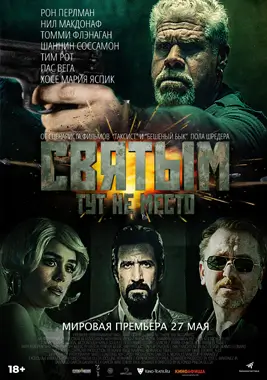 РОН ПЕРЛМАН
НИЛ МАКДОНАФ
ТОММИ ФЛЭНАГАН
ШАННИН СОССАМОН
ТИМ РОТ
ПАС ВЕГА
ХОСЕ МАРИЯ ЯСПИК
ОТ СЦЕНАРИСТА ФИЛЬМОВ "ТАКСИСТ" И "БЕШЕНЫЙ БЫК" ПОЛА ШРЕДЕРА
СВЯТЫМ
ТУТ НЕ МЕСТО
МИРОВАЯ ПРЕМЬЕРА 27 МАЯ
18+